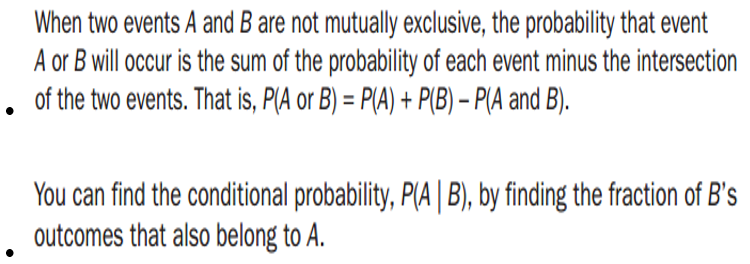 When two events A and B are not mutually exclusive, the probability that event
A or B will occur is the sum of the probability of each event minus the intersection
• of the two events. That is, P(A or B) = P(A) + P(B) – P(A and B).
You can find the conditional probability, P(A | B), by finding the fraction of B's
• outcomes that also belong to A.